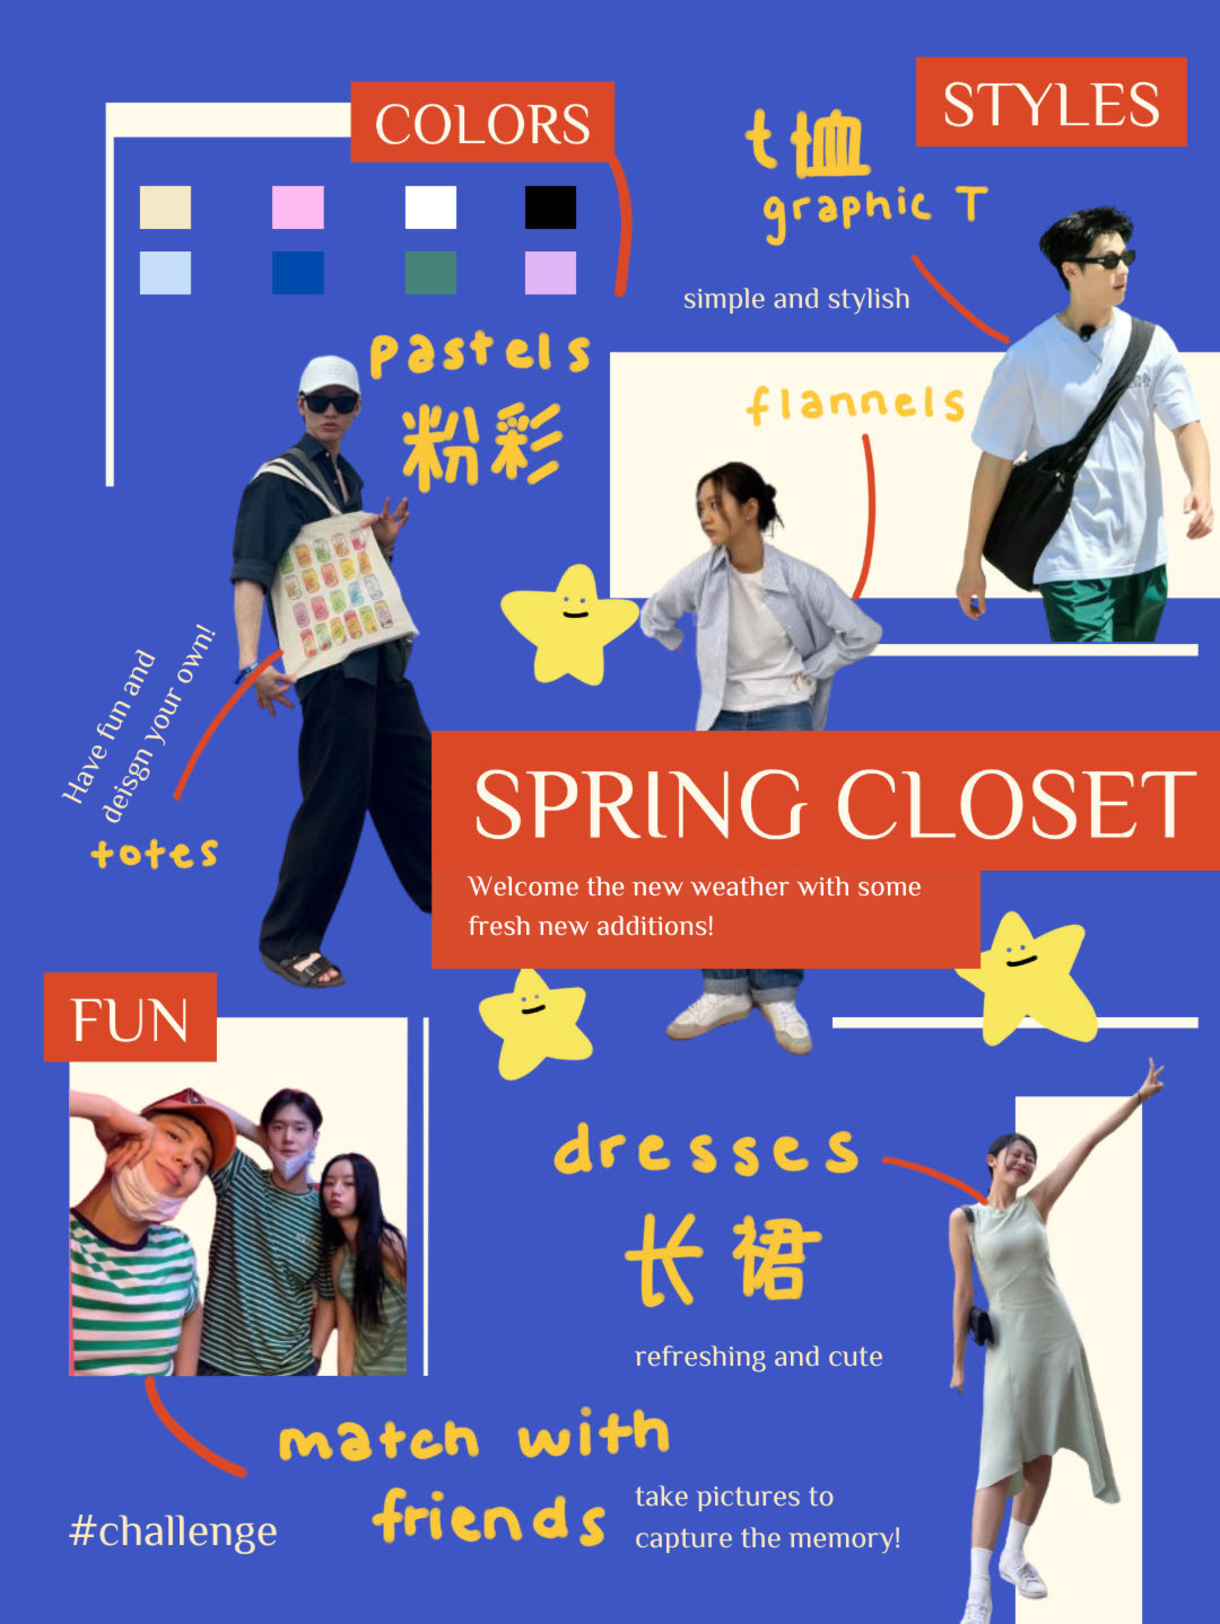 COLORS
STYLES
t恤
graphic T
simple and stylish
pastels
粉彩
flannels
Have fun and
deisgn your own!
totes
SPRING CLOSET
Welcome the new weather with some
fresh new additions!
FUN
dresses
长裙
refreshing and cute
match with
friends
take pictures to
capture the memory!
#challenge